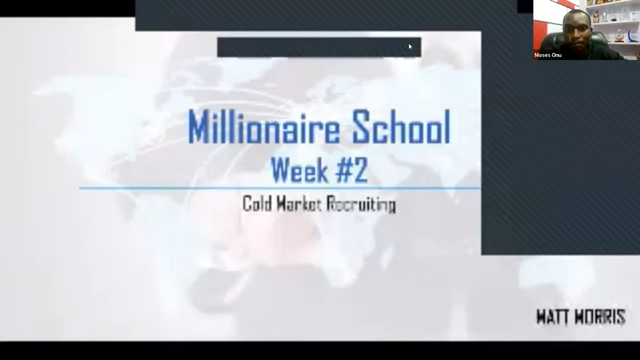 Moses Onu
Millionaire School
Week #2
Cold Market Recruiting
MATT MORRIS